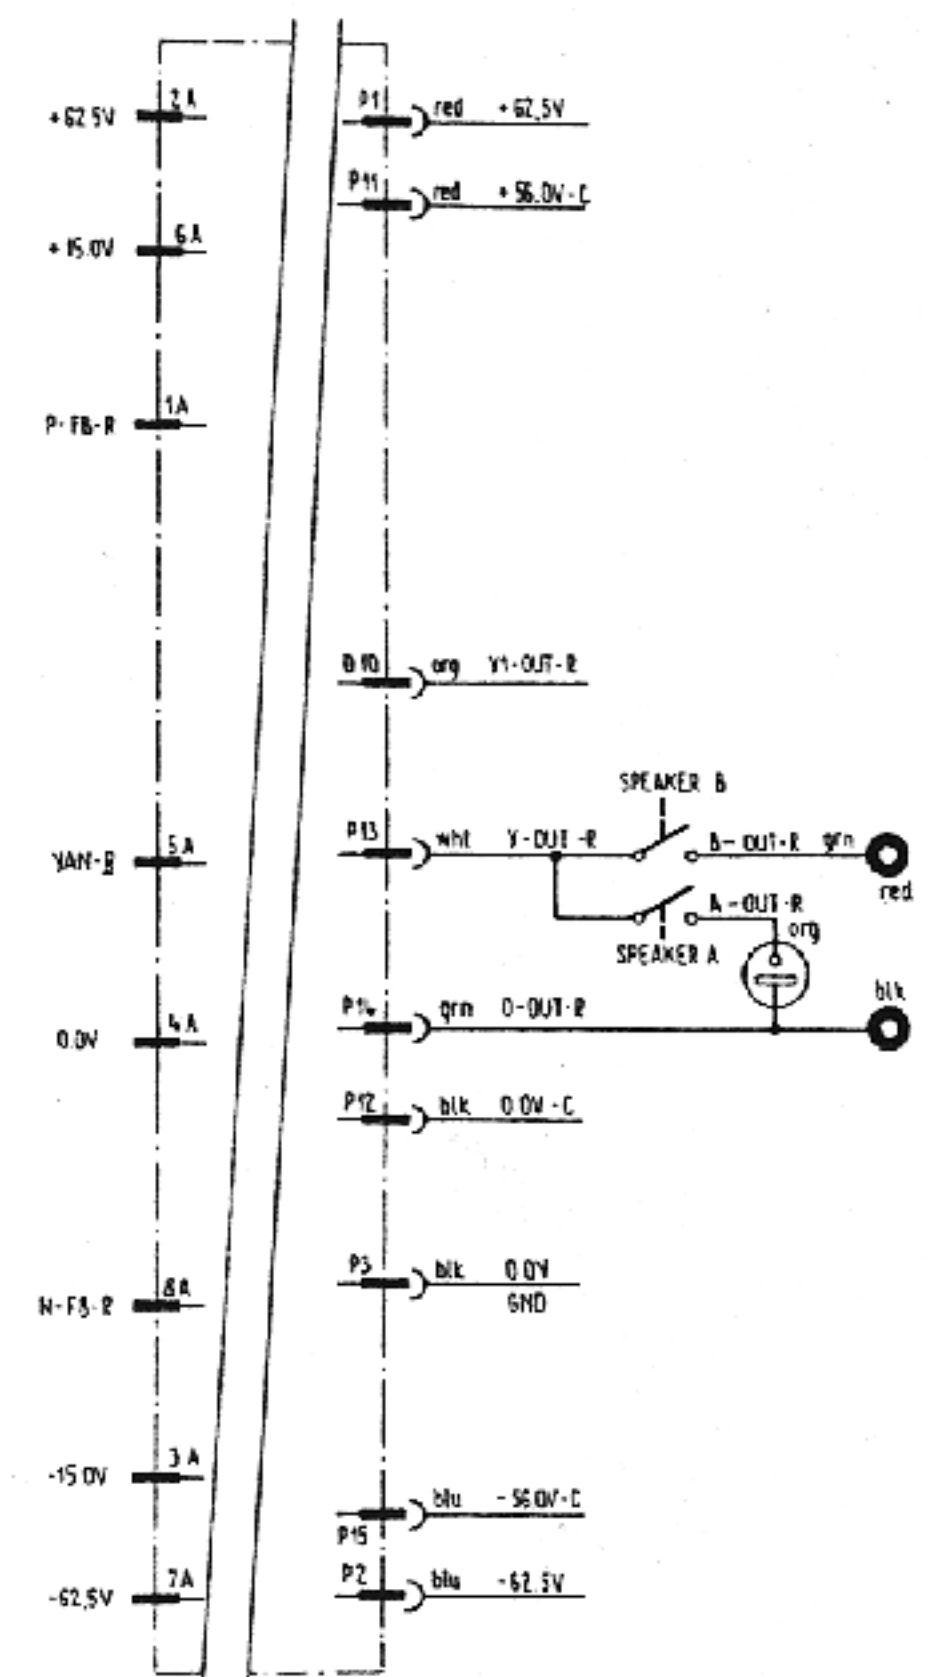 2A
+62.5V
6A
+15.0V
1A
P-FB-R
5A
4A
0.0V
8A
N-FB-R
3A
-15.0V
7A
-62,5V
P1 red +62,5V
P11 red +56.0V-C
org Y1-OUT-R
SPEAKER B
P13 wht Y-OUT-R B-OUT-R grn
red
A-OUT-R
org
SPEAKER A
blk
P14 grn 0-OUT-R
P12 blk 0.0V-C
P3 blk 0.0V
GND
blu -56.0V-C
P15
P2 blu -62.5V